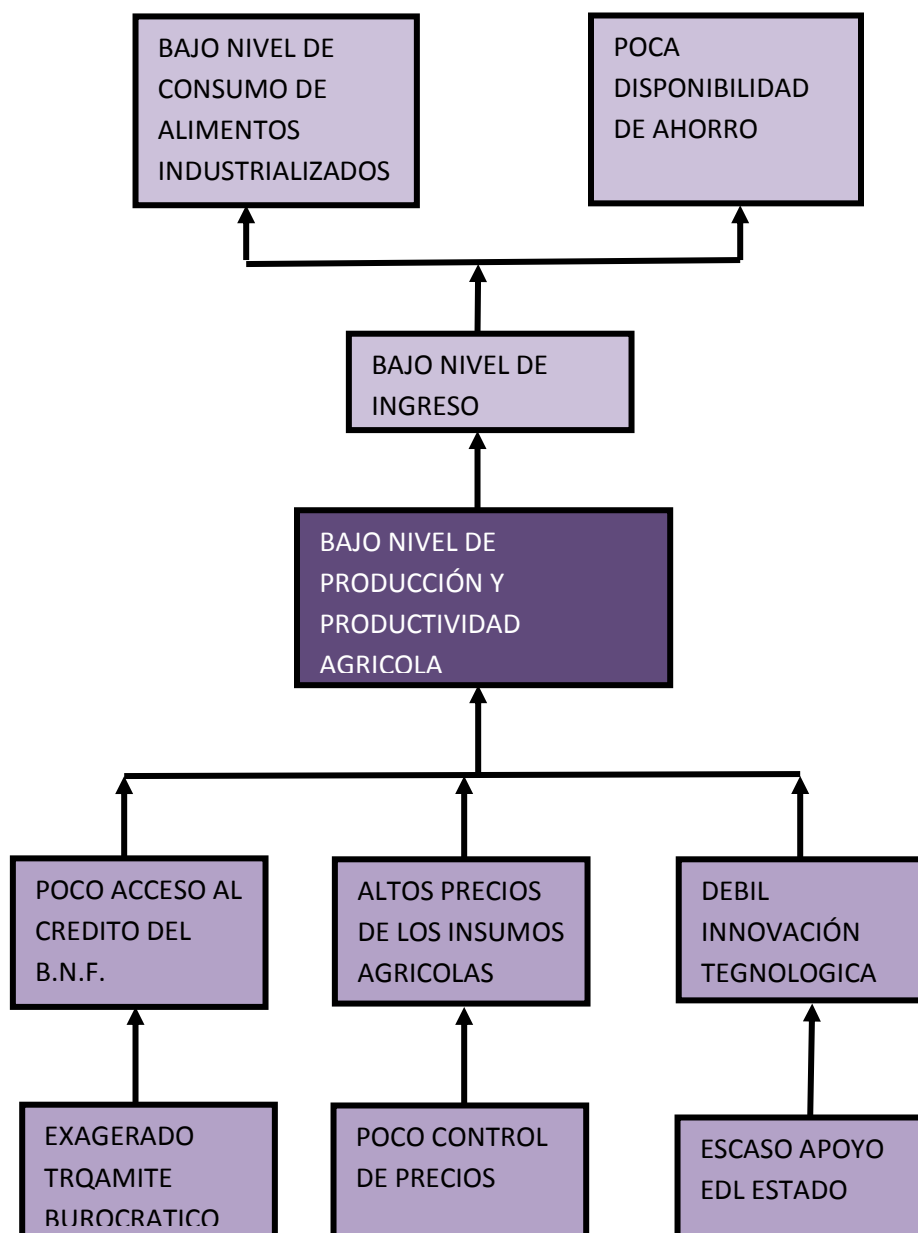 BAJO NIVEL DE
CONSUMO DE
ALIMENTOS
INDUSTRIALIZADOS
POCA
DISPONIBILIDAD
DE AHORRO
BAJO NIVEL DE
INGRESO
BAJO NIVEL DE
PRODUCCIÓN Y
PRODUCTIVIDAD
AGRICOLA
POCO ACCESO AL
CREDITO DEL
B.N.F.
ALTOS PRECIOS
DE LOS INSUMOS
AGRICOLAS
DEBIL
INNOVACIÓN
TEGNOLOGICA
EXAGERADO
TRQAMITE
BUROCRATICO
POCO CONTROL
DE PRECIOS
ESCASO APOYO
EDL ESTADO